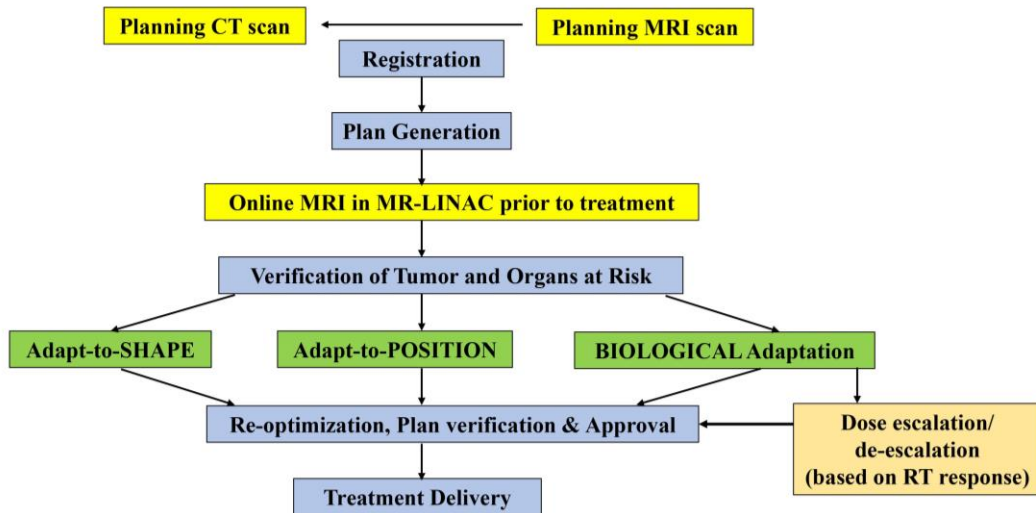 Planning CT scan
Planning MRI scan
Registration
Plan Generation
Online MRI in MR-LINAC prior to treatment
Verification of Tumor and Organs at Risk
Adapt-to-SHAPE
Adapt-to-POSITION
BIOLOGICAL Adaptation
Re-optimization, Plan verification & Approval
Dose escalation/
de-escalation
(based on RT response)
Treatment Delivery